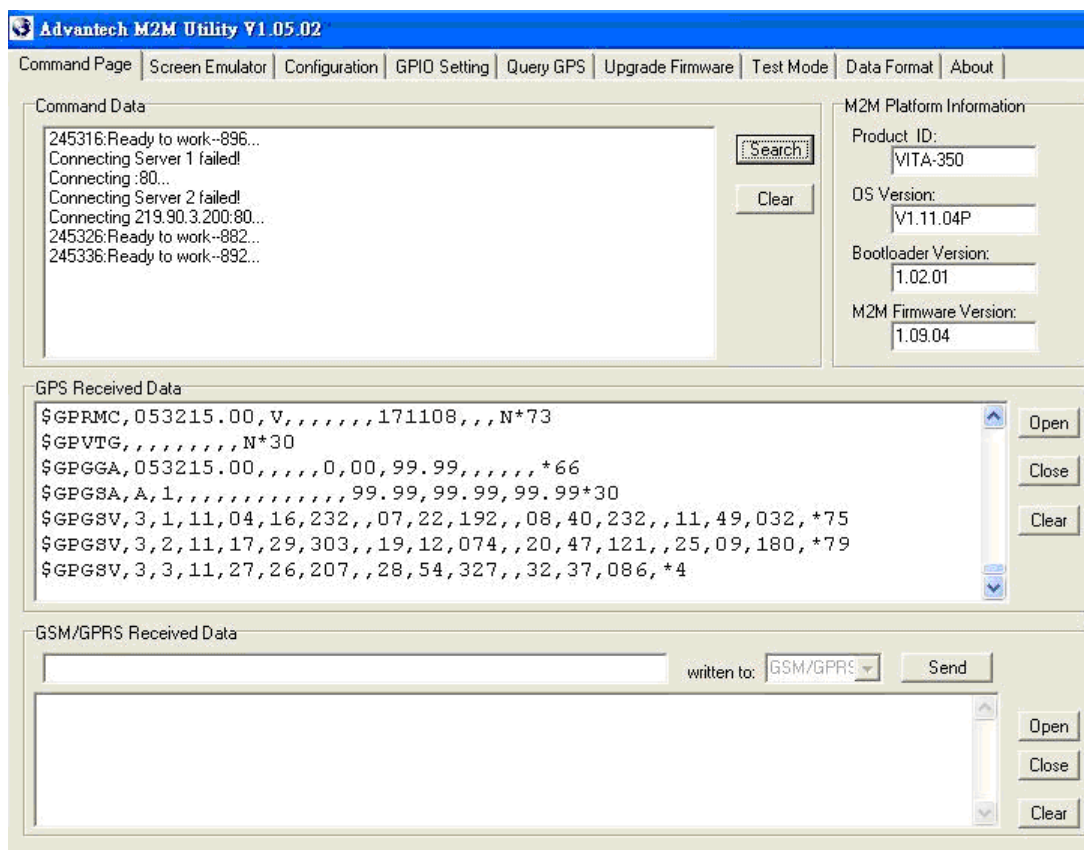 Advantech M2M Utility V1.05.02
Command Page Screen Emulator Configuration GPIO Setting Query GPS Upgrade Firmware Test Mode Data Format About
Command Data
245316:Ready to work--896...
Connecting Server 1 failed!
Connecting :80...
Connecting Server 2 failed!
Connecting 219.90.3.200:80...
245326:Ready to work--882...
245336:Ready to work--892...
Search
Clear
M2M Platform Information
Product ID:
VITA-350
OS Version:
V1.11.04P
Bootloader Version:
1.02.01
M2M Firmware Version:
1.09.04
GPS Received Data
$GPRMC,053215.00,V,,,,,,,171108,,,N*73
$GPVTG,,,,,,,,,N*30
$GPGGA,053215.00,,,,,0,00,99.99,,,,,,*66
$GPGSA,A,1,,,,,,,,,,,,,99.99,99.99,99.99*30
$GPGSV,3,1,11,04,16,232,,07,22,192,,08,40,232,,11,49,032,*75
$GPGSV,3,2,11,17,29,303,,19,12,074,,20,47,121,,25,09,180,*79
$GPGSV,3,3,11,27,26,207,,28,54,327,,32,37,086,*4
Open
Close
Clear
GSM/GPRS Received Data
written to: GSM/GPRS Send
Open
Close
Clear